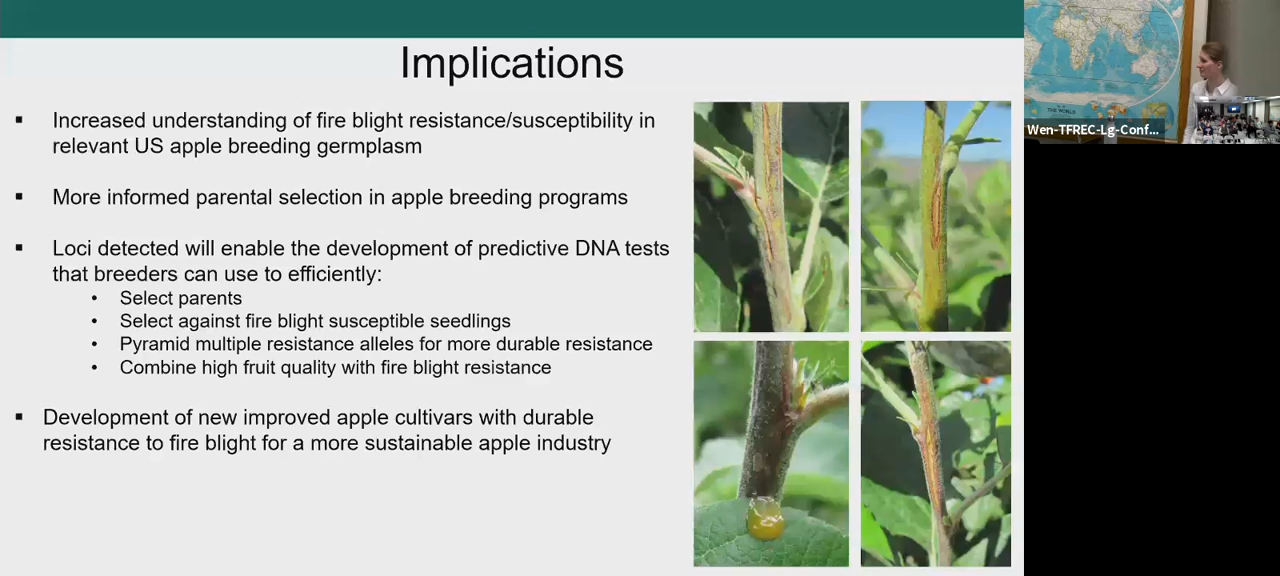 Implications
▪ Increased understanding of fire blight resistance/susceptibility in
relevant US apple breeding germplasm
▪ More informed parental selection in apple breeding programs
▪ Loci detected will enable the development of predictive DNA tests
that breeders can use to efficiently:
• Select parents
• Select against fire blight susceptible seedlings
• Pyramid multiple resistance alleles for more durable resistance
• Combine high fruit quality with fire blight resistance
▪ Development of new improved apple cultivars with durable
resistance to fire blight for a more sustainable apple industry
THE WORLD
Wen-TFREC-Lg-Conf...